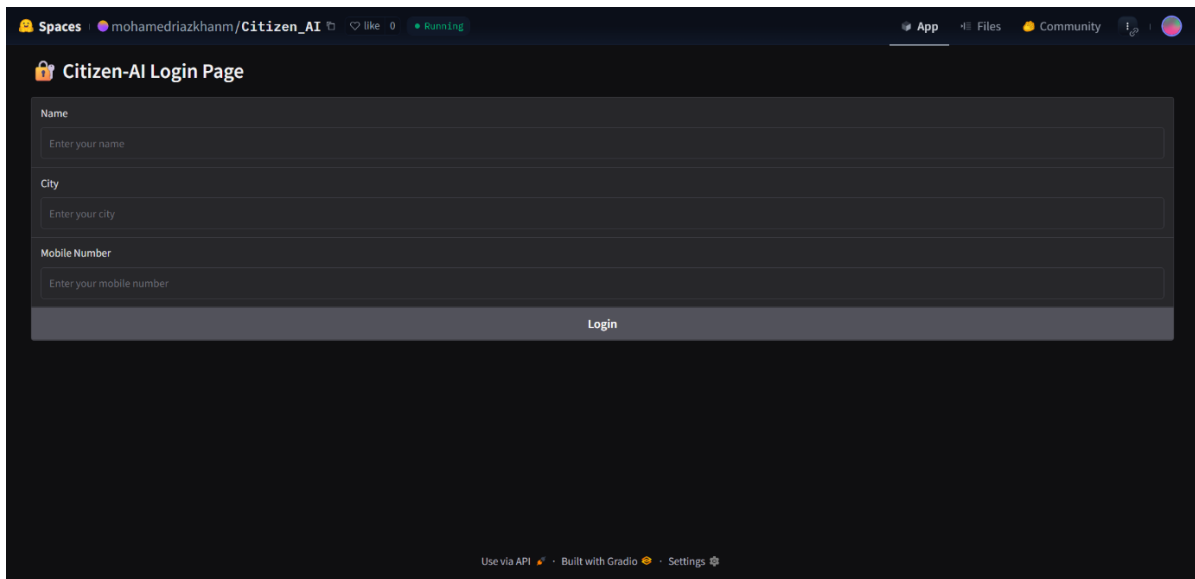 Spaces mohamedriazkhanm/Citizen_AI like 0 Running App Files Community
Citizen-AI Login Page
Name
Enter your name
City
Enter your city
Mobile Number
Enter your mobile number
Login
Use via API · Built with Gradio · Settings